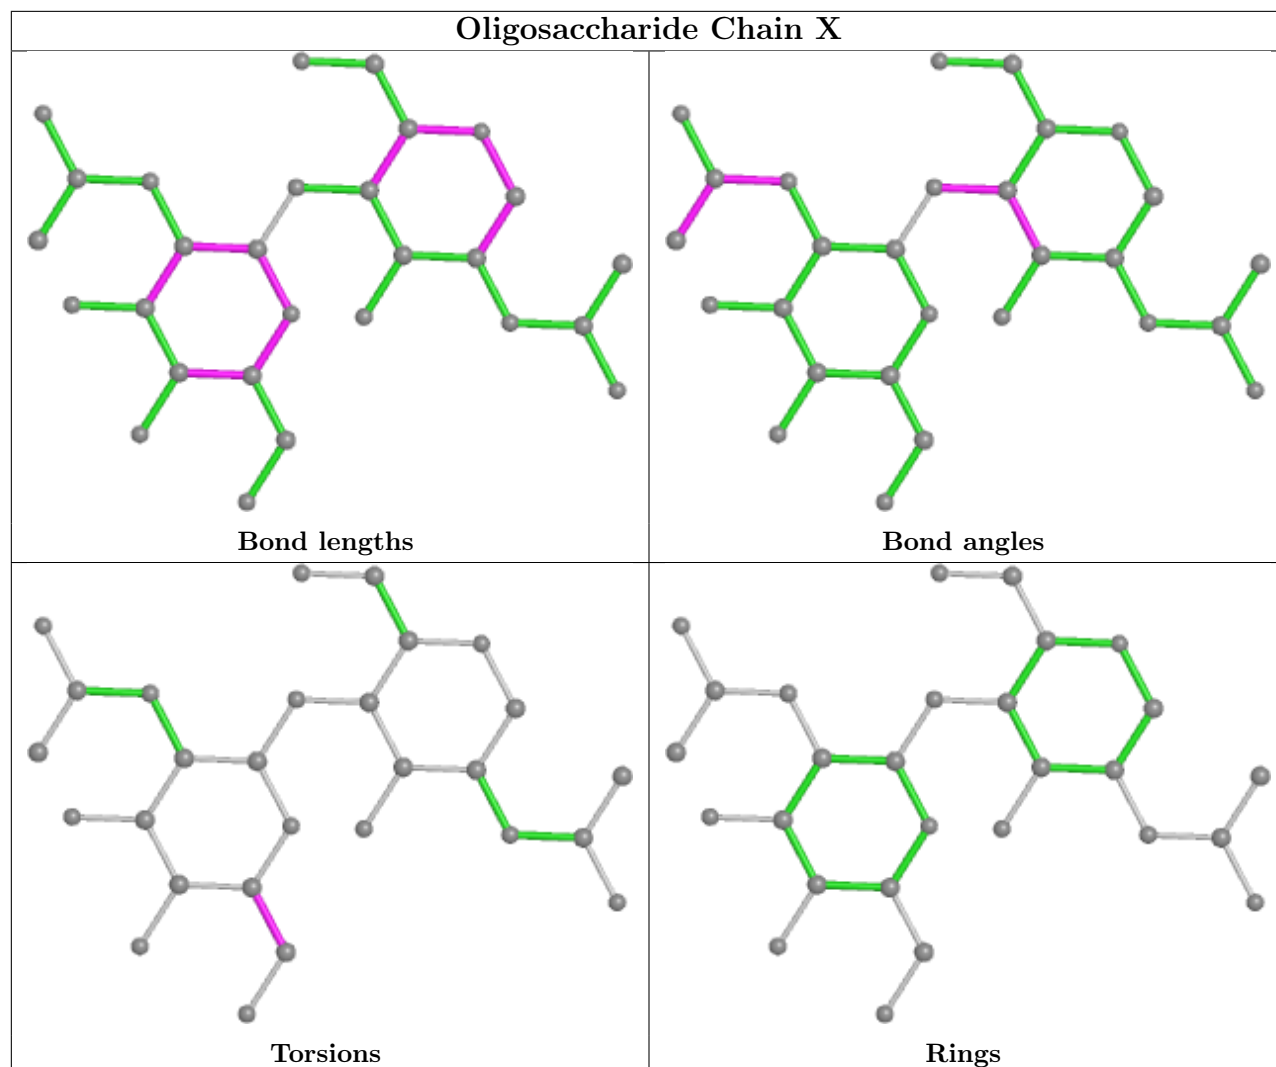 Oligosaccharide Chain X
Bond lengths
Bond angles
Torsions
Rings